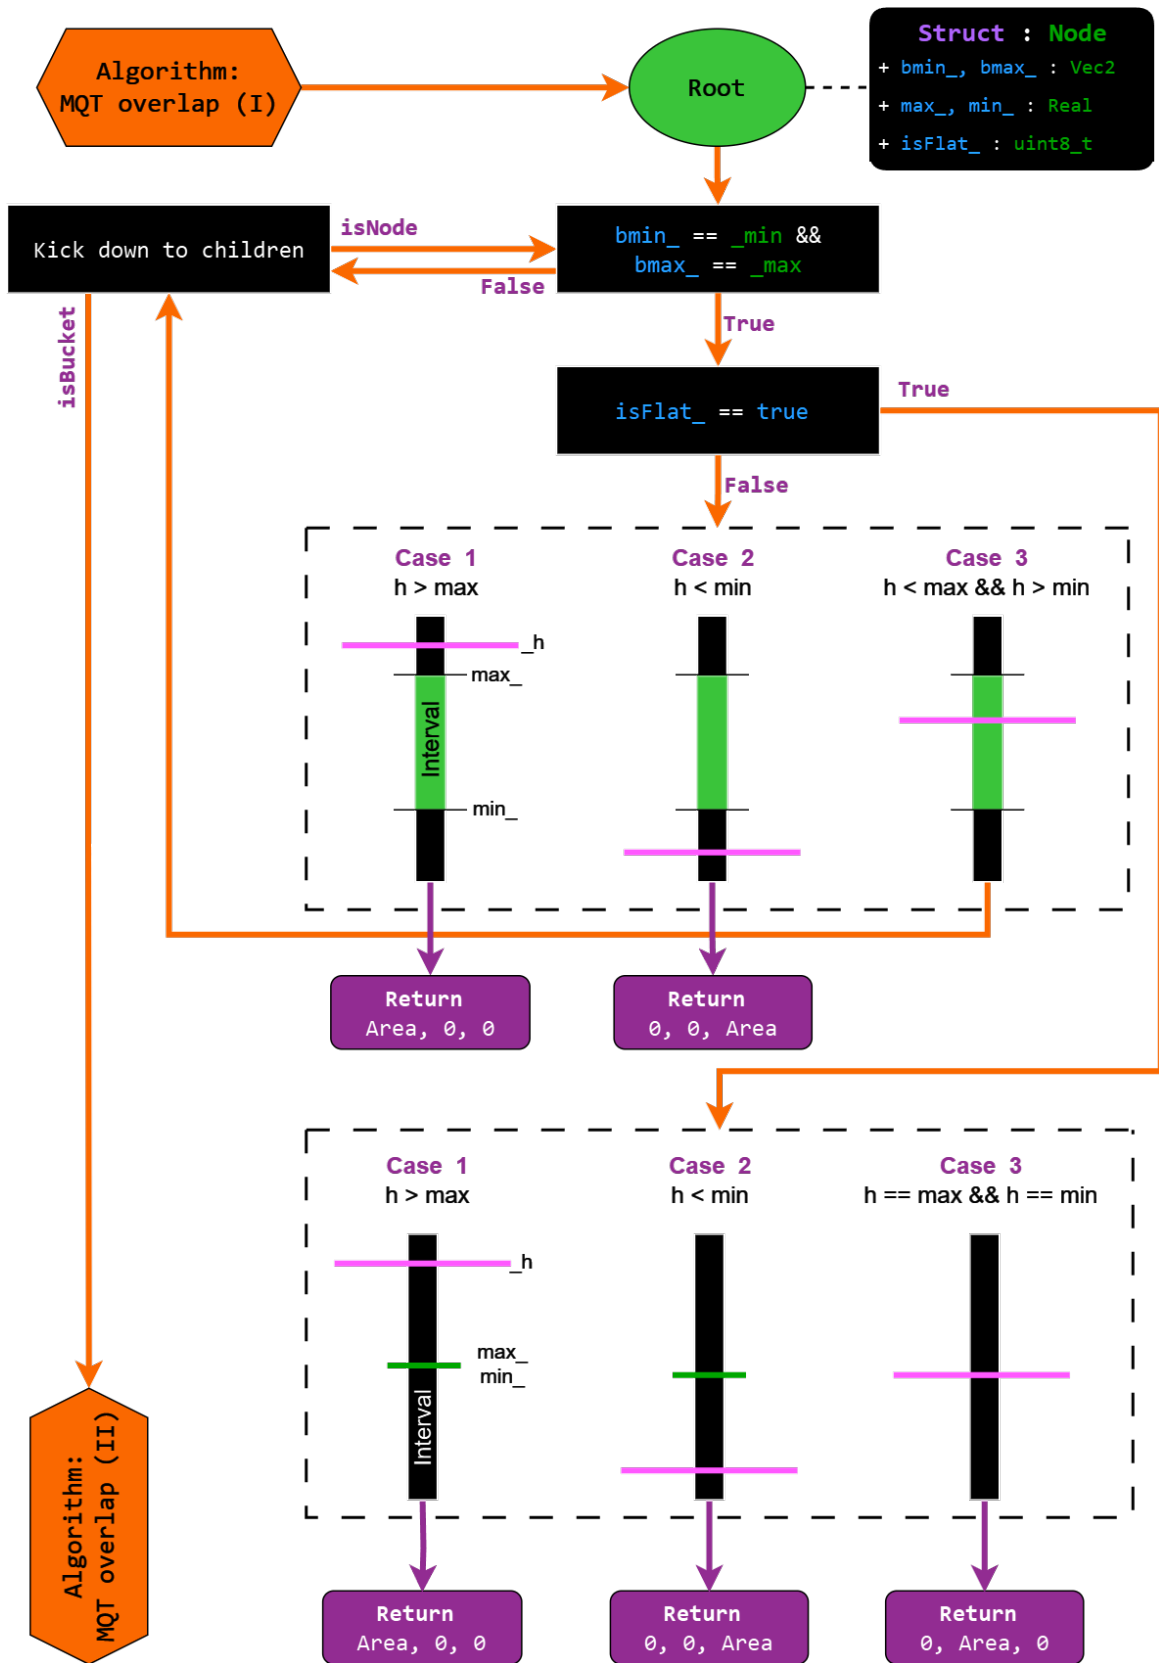 Algorithm:
MQT overlap (I)
Root
Struct : Node
+ bmin_, bmax_ : Vec2
+ max_, min_ : Real
+ isFlat_ : uint8_t
Kick down to children
isNode
False
bmin_ == _min &&
bmax_ == _max
isBucket
True
isFlat_ == true
True
False
Case 1
h > max
Case 2
h < min
Case 3
h < max && h > min
_h
max_
Interval
min_
Return
Area, 0, 0
Return
0, 0, Area
Case 1
h > max
Case 2
h < min
Case 3
h == max && h == min
_h
max_
min_
Interval
Algorithm:
MQT overlap (II)
Return
Area, 0, 0
Return
0, 0, Area
Return
0, Area, 0